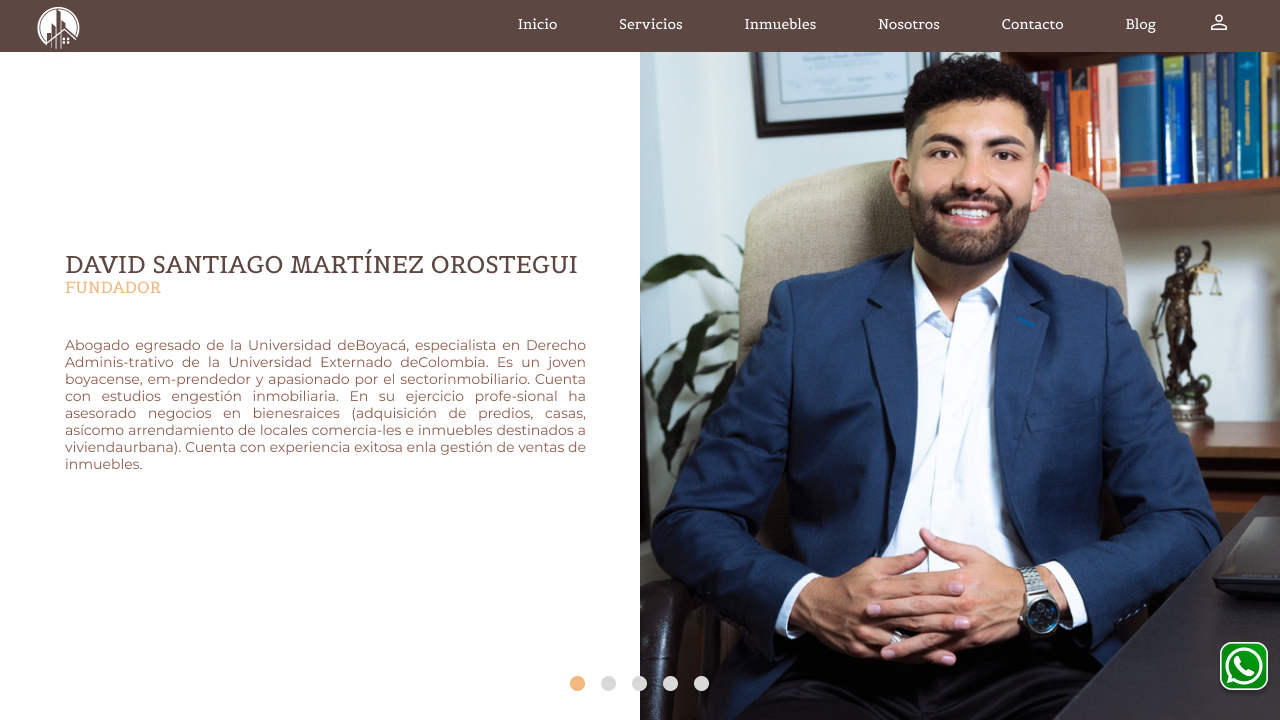 Inicio Servicios Inmuebles Nosotros Contacto Blog
DAVID SANTIAGO MARTÍNEZ OROSTEGUI
FUNDADOR
Abogado egresado de la Universidad deBoyacá, especialista en Derecho
Adminis-trativo de la Universidad Externado deColombia. Es un joven
boyacense, em-prendedor y apasionado por el sectorinmobiliario. Cuenta
con estudios engestión inmobiliaria. En su ejercicio profe-sional ha
asesorado negocios en bienesraices (adquisición de predios, casas,
asícomo arrendamiento de locales comercia-les e inmuebles destinados a
viviendaurbana). Cuenta con experiencia exitosa enla gestión de ventas de
inmuebles.